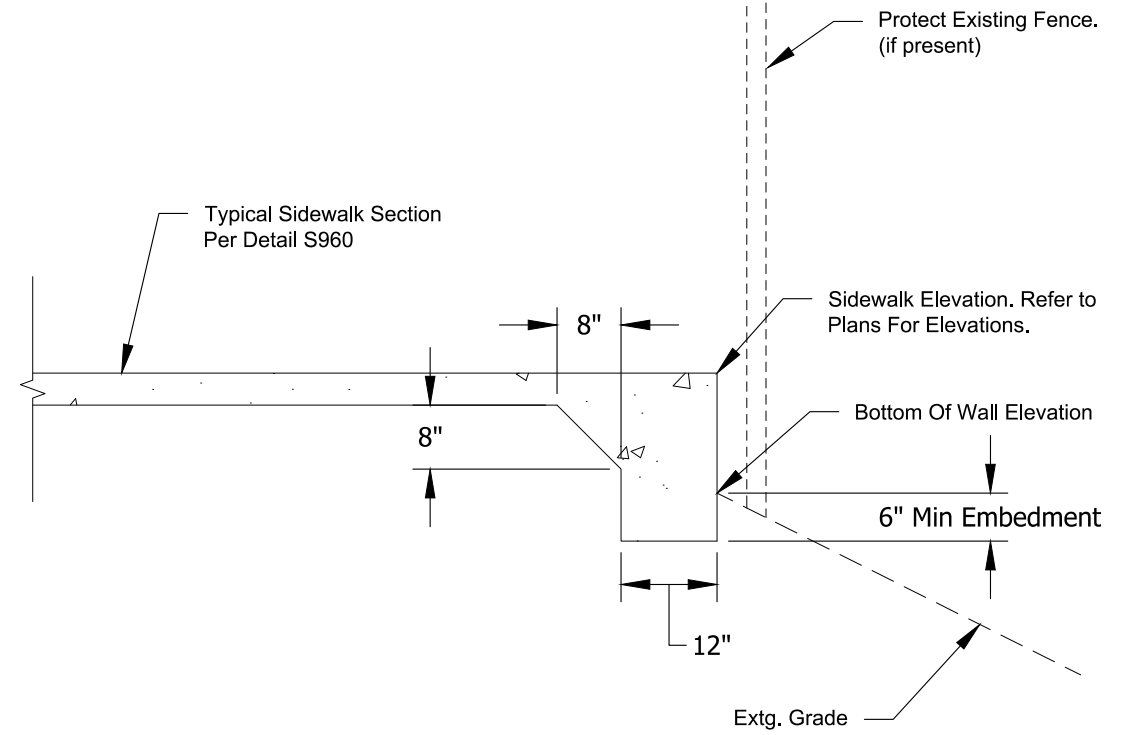 Protect Existing Fence.
(if present)
Typical Sidewalk Section
Per Detail S960
Sidewalk Elevation. Refer to
Plans For Elevations.
8"
Bottom Of Wall Elevation
8"
6" Min Embedment
12"
Extg. Grade